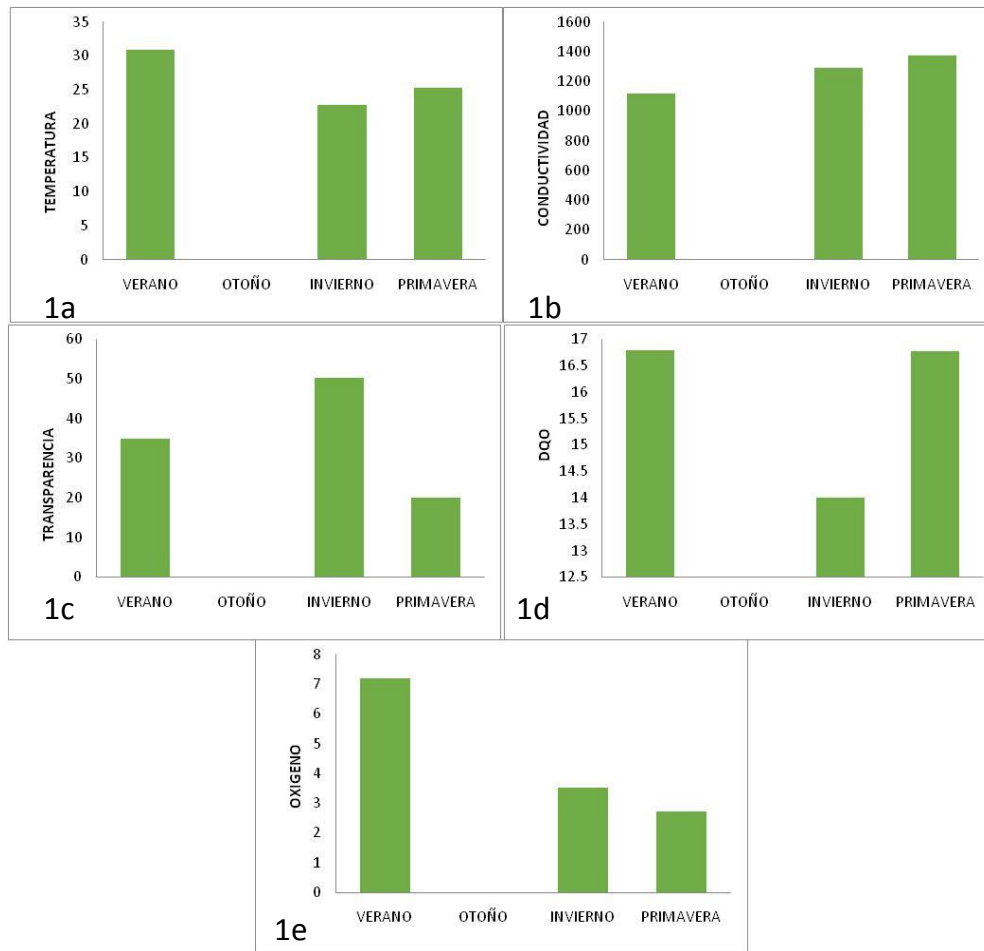 TEMPERATURA
35
30
25
20
15
10
5
0
VERANO OTOÑO INVIERNO PRIMAVERA
1a
CONDUCTIVIDAD
1600
1400
1200
1000
800
600
400
200
0
VERANO OTOÑO INVIERNO PRIMAVERA
1b
TRANSPARENCIA
60
50
40
30
20
10
0
VERANO OTOÑO INVIERNO PRIMAVERA
1c
DQO
17
16.5
16
15.5
15
14.5
14
13.5
13
12.5
VERANO OTOÑO INVIERNO PRIMAVERA
1d
OXIGENO
8
7
6
5
4
3
2
1
0
VERANO OTOÑO INVIERNO PRIMAVERA
1e